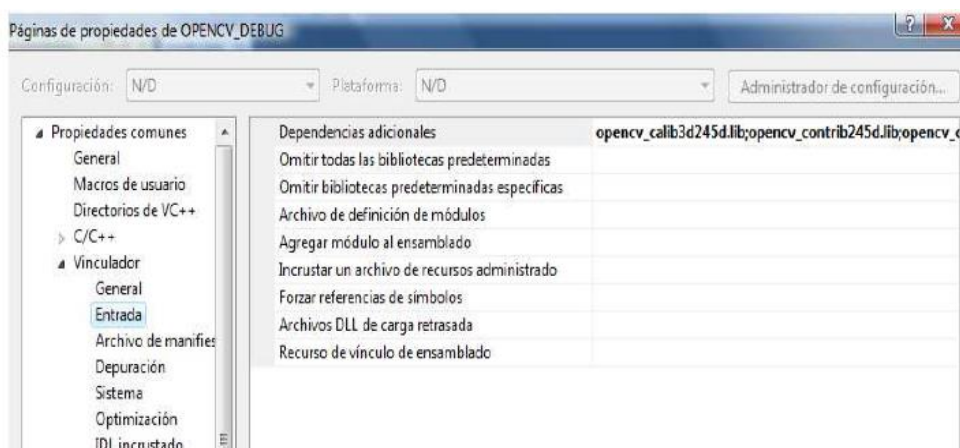 Páginas de propiedades de OPENCV_DEBUG
Configuración: N/D Plataforma: N/D Administrador de configuración...
Propiedades comunes
General
Macros de usuario
Directorios de VC++
C/C++
Vinculador
General
Entrada
Archivo de manifies
Depuración
Sistema
Optimización
IDL incrustado
Dependencias adicionales opencv_calib3d245d.lib;opencv_contrib245d.lib;opencv_c
Omitir todas las bibliotecas predeterminadas
Omitir bibliotecas predeterminadas específicas
Archivo de definición de módulos
Agregar módulo al ensamblado
Incrustar un archivo de recursos administrado
Forzar referencias de símbolos
Archivos DLL de carga retrasada
Recurso de vínculo de ensamblado